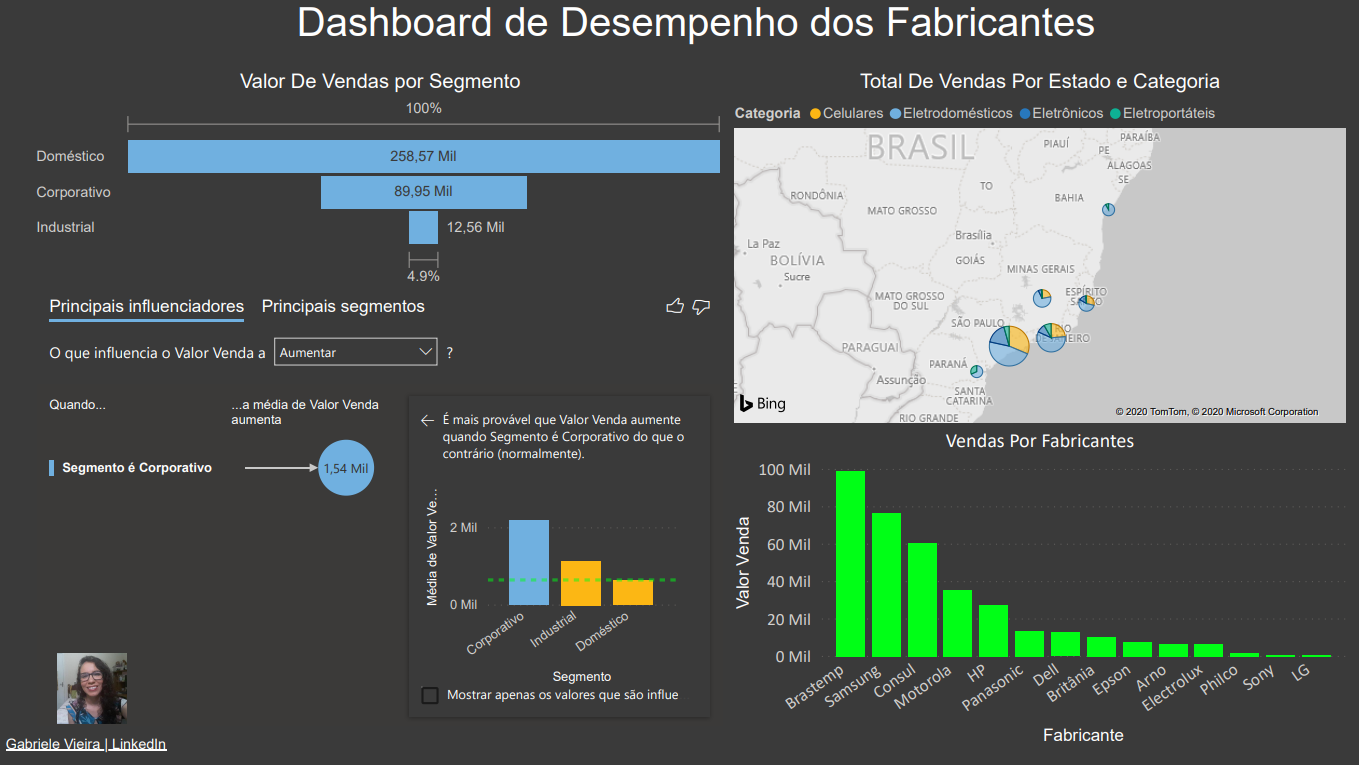 Dashboard de Desempenho dos Fabricantes
Valor De Vendas por Segmento
100%
Doméstico
258,57 Mil
Corporativo
89,95 Mil
Industrial
12,56 Mil
4.9%
Principais influenciadores
Principais segmentos
O que influencia o Valor Venda a
Aumentar
?
Quando...
...a média de Valor Venda
aumenta
Segmento é Corporativo
1,54 Mil
É mais provável que Valor Venda aumente
quando Segmento é Corporativo do que o
contrário (normalmente).
Média de Valor Ve...
2 Mil
0 Mil
Corporativo
Industrial
Doméstico
Segmento
Mostrar apenas os valores que são influe
Gabriele Vieira | LinkedIn
Total De Vendas Por Estado e Categoria
Categoria
Celulares
Eletrodomésticos
Eletrônicos
Eletroportáteis
BRASIL
PARAÍBA
PIAUÍ
PE
ALAGOAS
SE
TO
RONDÔNIA
BAHIA
MATO GROSSO
Brasília
La Paz
BOLÍVIA
GOIÁS
Sucre
MINAS GERAIS
MATO GROSSO
DO SUL
ESPÍRITO
SÃO PAULO
RIO
PARAGUAI
PARANÁ
Assunção
SANTA
CATARINA
RIO GRANDE
Bing
© 2020 TomTom, © 2020 Microsoft Corporation
Vendas Por Fabricantes
Valor Venda
100 Mil
80 Mil
60 Mil
40 Mil
20 Mil
0 Mil
Brastemp
Samsung
Consul
Motorola
HP
Panasonic
Dell
Britânia
Epson
Arno
Electrolux
Philco
Sony
LG
Fabricante